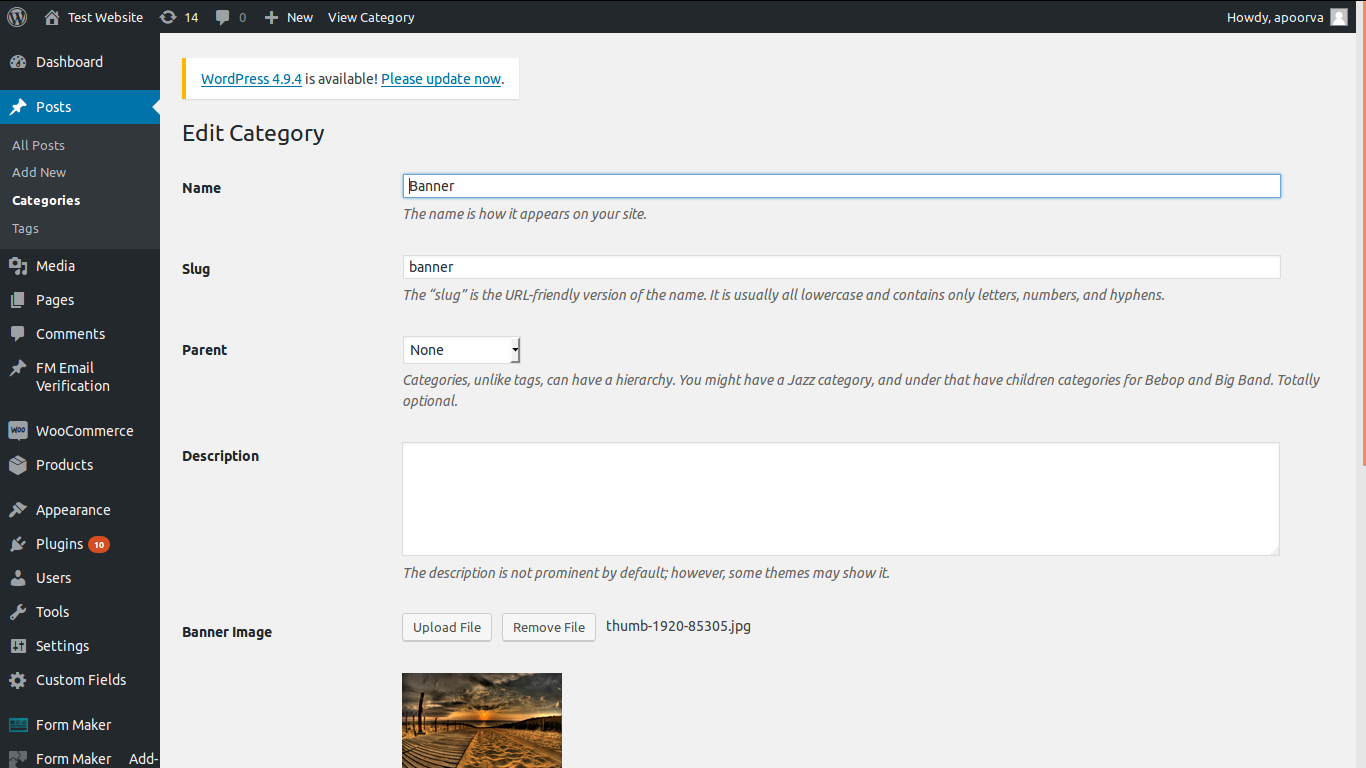 Test Website 14 0 New View Category Howdy, apoorva
Dashboard
Posts
All Posts
Add New
Categories
Tags
Media
Pages
Comments
FM Email
Verification
WOO WooCommerce
Products
Appearance
Plugins 10
Users
Tools
Settings
Custom Fields
Form Maker
Form Maker Add-
WordPress 4.9.4 is available! Please update now.
Edit Category
Name
Banner
The name is how it appears on your site.
Slug
banner
The “slug” is the URL-friendly version of the name. It is usually all lowercase and contains only letters, numbers, and hyphens.
Parent
None
Categories, unlike tags, can have a hierarchy. You might have a Jazz category, and under that have children categories for Bebop and Big Band. Totally
optional.
Description
The description is not prominent by default; however, some themes may show it.
Banner Image
Upload File Remove File thumb-1920-85305.jpg